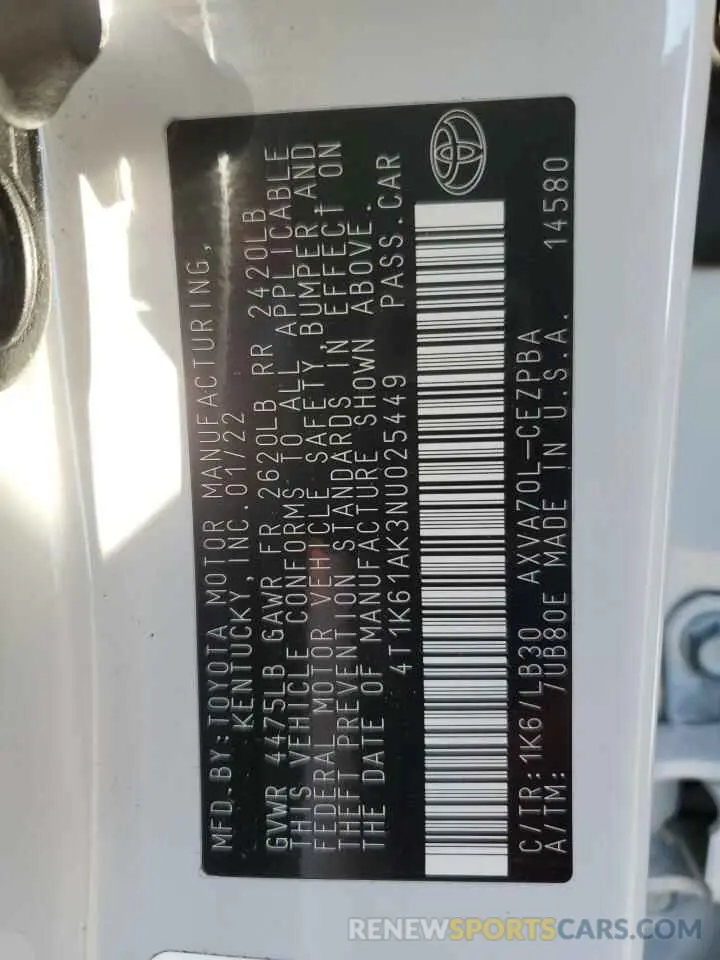 MFD.BY:TOYOTA MOTOR MANUFACTURING,
KENTUCKY,INC.01/22
GVWR 4475LB GAWR FR 2620LB RR 2420LB
THIS VEHICLE CONFORMS TO ALL APPLICABLE
FEDERAL MOTOR VEHICLE SAFETY,BUMPER AND
THEFT PREVENTION STANDARDS IN EFFECT ON
THE DATE OF MANUFACTURE SHOWN ABOVE.
4T1K61AK3NU025449 PASS.CAR
C/TR:1K6/LB30 AXVA70L-CEZPBA
A/TM: /UB80E MADE IN U.S.A. 14580
RENEWSPORTSCARS.COM